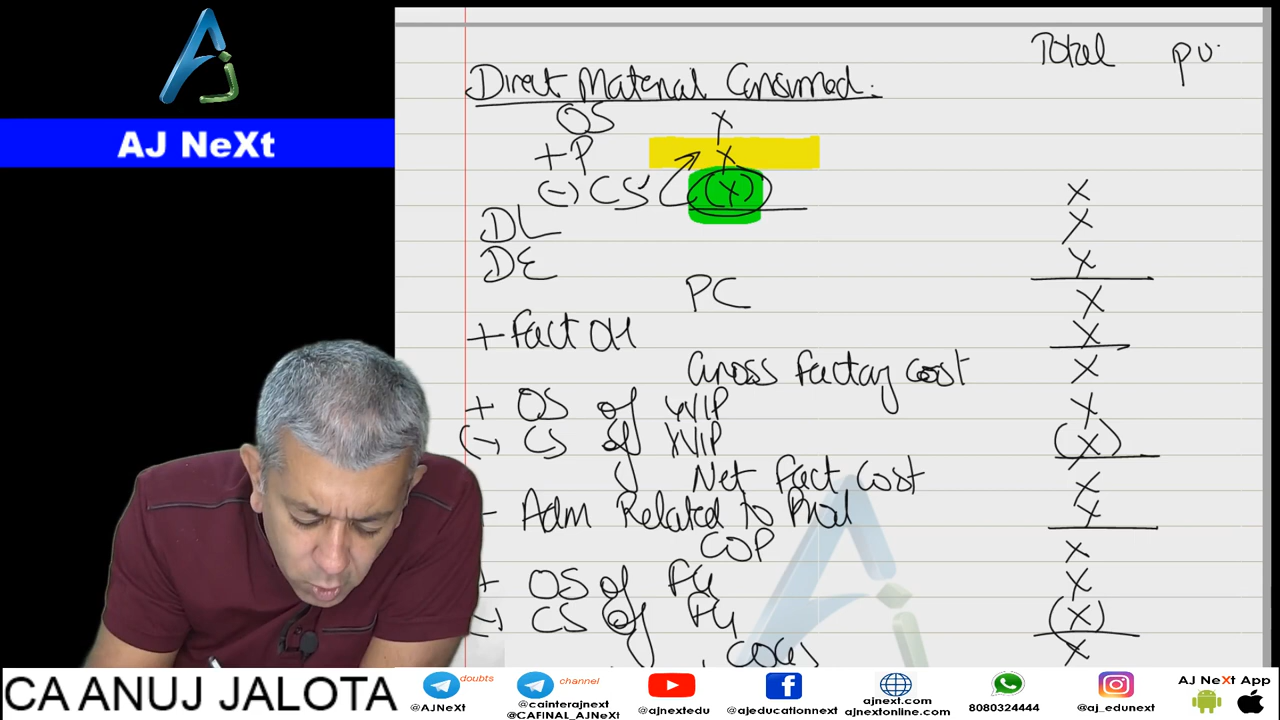 Total pu.
Direct Material Consumed:
OS x
+P x
(-) CS (x) x
DL x
DE x
PC x
+ Fact OH x
Gross Factory Cost x
+ OS of WIP x
(-) CS of WIP (x)
Net Fact Cost x
Adm Related to Prod x
COP x
+ OS of FG x
(-) CS of FG (x)
COGS x
AJ NeXt
CA ANUJ JALOTA
doubts
@AJNeXt
channel
@cainterajnext
@CAFINAL_AJNeXt
@ajnextedu
@ajeducationnext
ajnext.com
ajnextonline.com
8080324444
@aj_edunext
AJ NeXt App